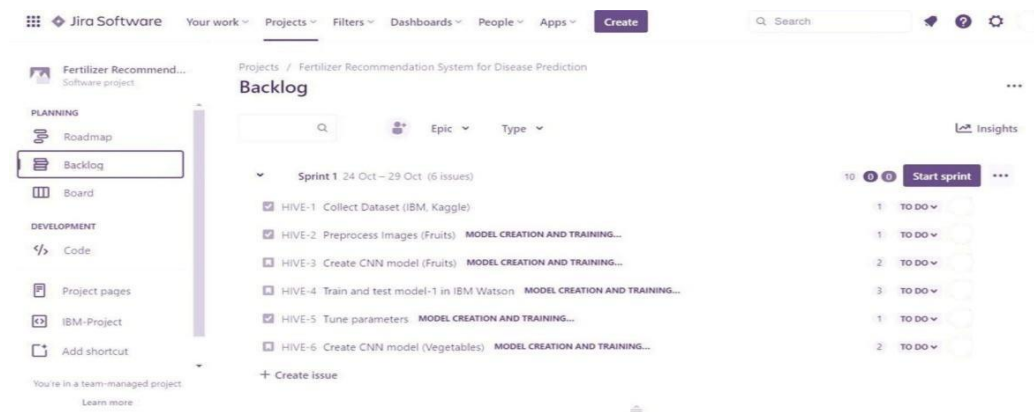 Jira Software Your work Projects Filters Dashboards People Apps Create Search
Fertilizer Recommend...
Software project
PLANNING
Roadmap
Backlog
Board
DEVELOPMENT
Code
Project pages
IBM-Project
Add shortcut
You're in a team-managed project
Learn more
Projects / Fertilizer Recommendation System for Disease Prediction
Backlog
Epic Type Insights
Sprint 1 24 Oct – 29 Oct (6 issues) 10 0 0 Start sprint
HIVE-1 Collect Dataset (IBM, Kaggle) 1 TO DO
HIVE-2 Preprocess Images (Fruits) MODEL CREATION AND TRAINING... 1 TO DO
HIVE-3 Create CNN model (Fruits) MODEL CREATION AND TRAINING... 2 TO DO
HIVE-4 Train and test model-1 in IBM Watson MODEL CREATION AND TRAINING... 3 TO DO
HIVE-5 Tune parameters MODEL CREATION AND TRAINING... 1 TO DO
HIVE-6 Create CNN model (Vegetables) MODEL CREATION AND TRAINING... 2 TO DO
+ Create issue